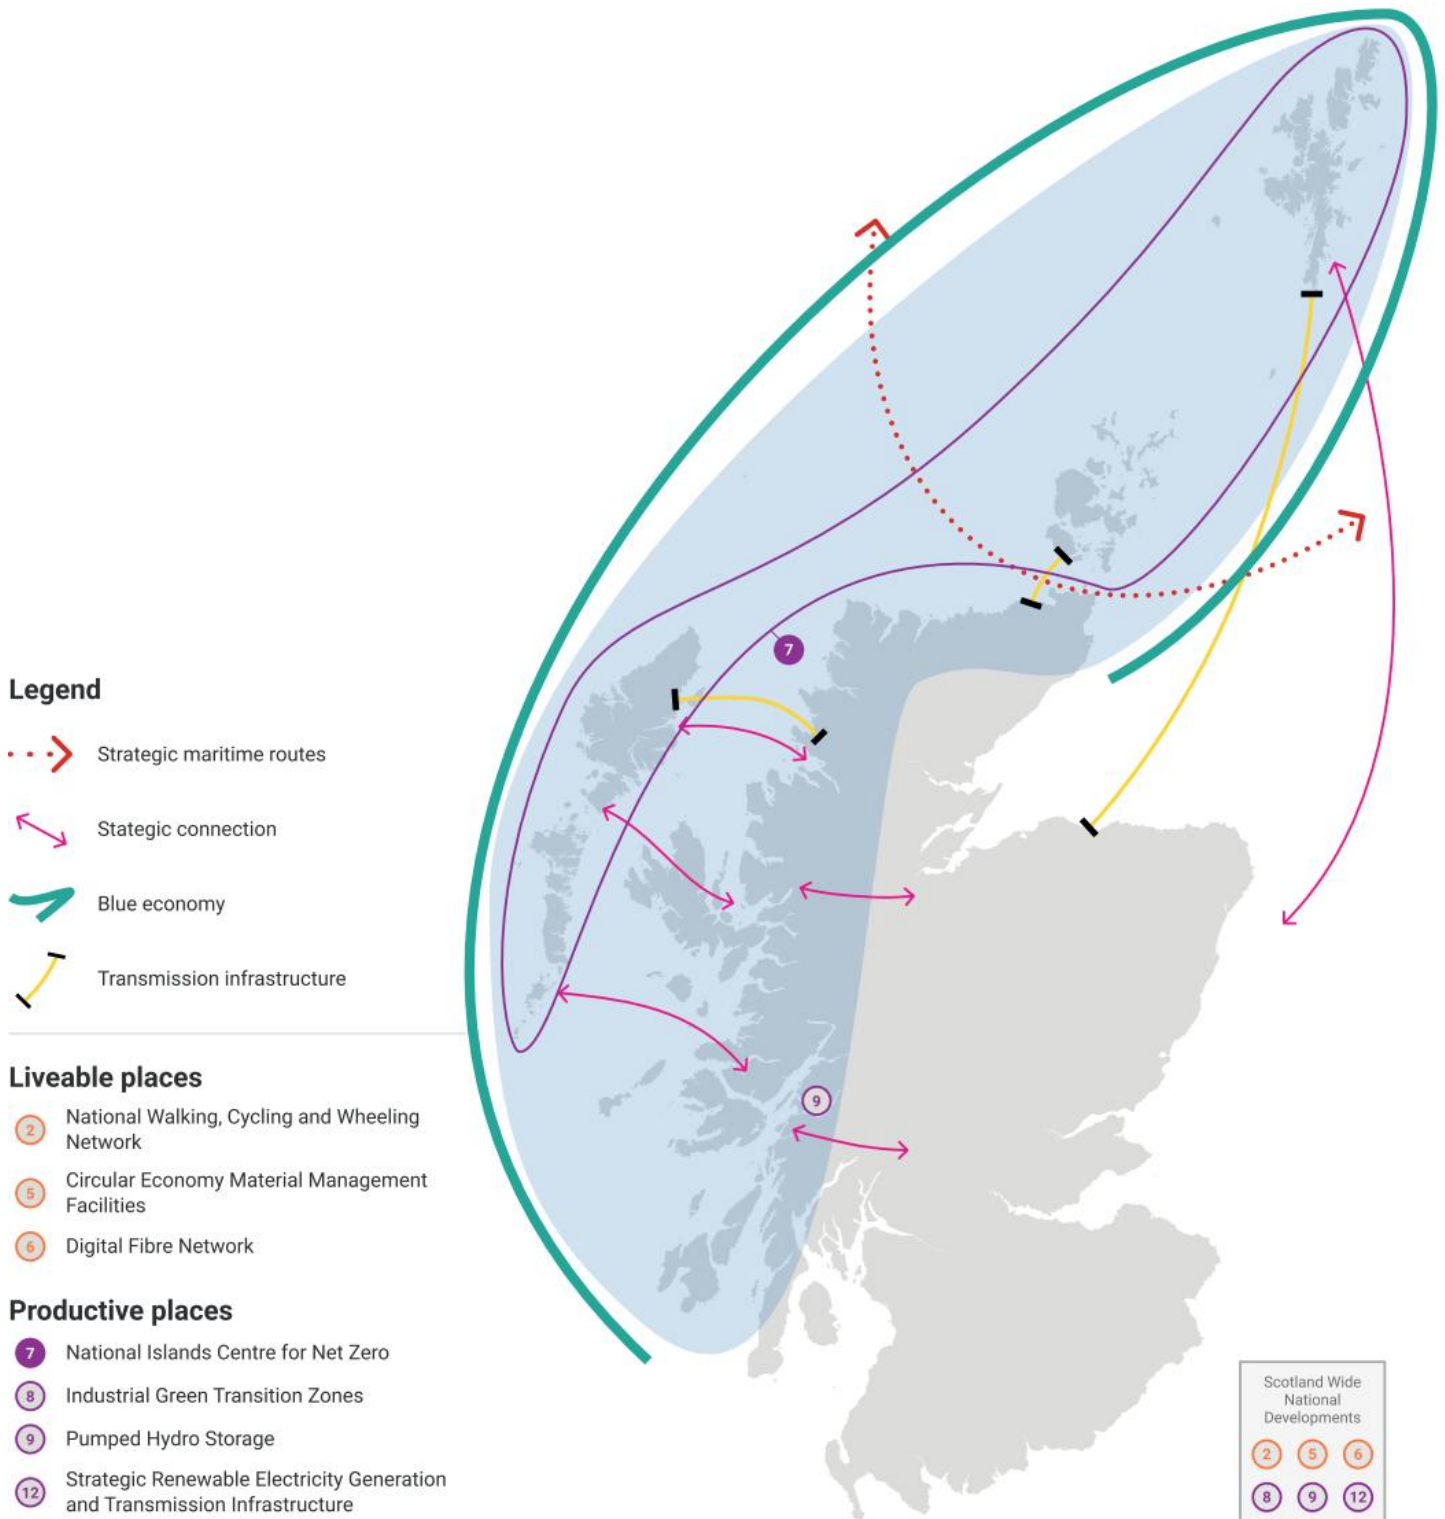 Legend
Strategic maritime routes
Stategic connection
Blue economy
Transmission infrastructure
Liveable places
2 National Walking, Cycling and Wheeling
Network
5 Circular Economy Material Management
Facilities
6 Digital Fibre Network
Productive places
7 National Islands Centre for Net Zero
8 Industrial Green Transition Zones
9 Pumped Hydro Storage
12 Strategic Renewable Electricity Generation
and Transmission Infrastructure
7
9
Scotland Wide
National
Developments
2 5 6
8 9 12